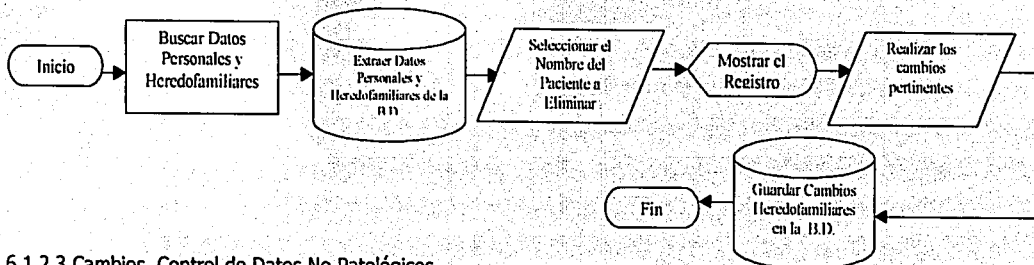 Inicio
Buscar Datos
Personales y
Heredofamiliares
Extraer Datos
Personales y
Heredofamiliares de la
B.D.
Seleccionar el
Nombre del
Paciente a
Eliminar
Mostrar el
Registro
Realizar los
cambios
pertinentes
Guardar Cambios
Heredofamiliares
en la B.D.
Fin
6.1.2.3 Cambios. Control de Datos No Patológicos